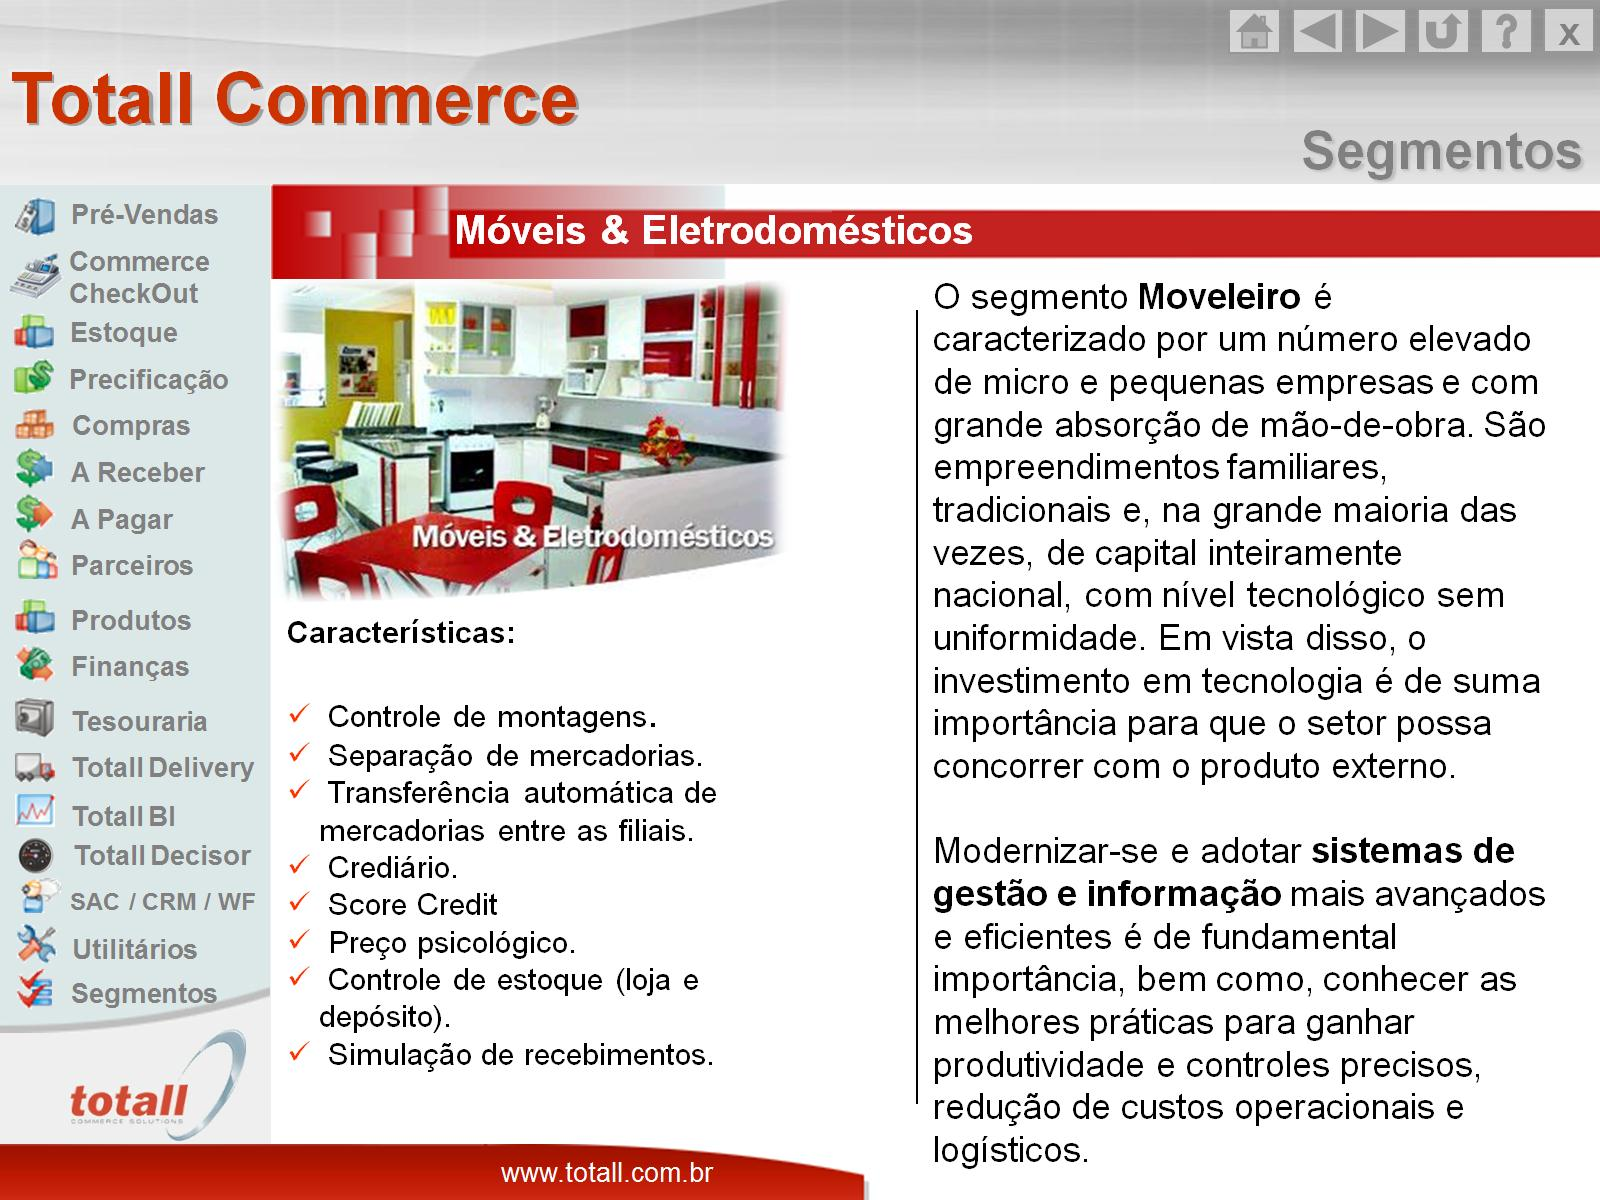 Totall Commerce
?
x
Segmentos
Pré-Vendas
Commerce
CheckOut
Estoque
Precificação
Compras
A Receber
A Pagar
Parceiros
Produtos
Finanças
Tesouraria
Totall Delivery
Totall BI
Totall Decisor
SAC / CRM / WF
Utilitários
Segmentos
totall
COMMERCE SOLUTIONS
Móveis & Eletrodomésticos
Móveis & Eletrodomésticos
Características:
Controle de montagens.
Separação de mercadorias.
Transferência automática de
mercadorias entre as filiais.
Crediário.
Score Credit
Preço psicológico.
Controle de estoque (loja e
depósito).
Simulação de recebimentos.
O segmento Moveleiro é
caracterizado por um número elevado
de micro e pequenas empresas e com
grande absorção de mão-de-obra. São
empreendimentos familiares,
tradicionais e, na grande maioria das
vezes, de capital inteiramente
nacional, com nível tecnológico sem
uniformidade. Em vista disso, o
investimento em tecnologia é de suma
importância para que o setor possa
concorrer com o produto externo.
Modernizar-se e adotar sistemas de
gestão e informação mais avançados
e eficientes é de fundamental
importância, bem como, conhecer as
melhores práticas para ganhar
produtividade e controles precisos,
redução de custos operacionais e
logísticos.
www.totall.com.br